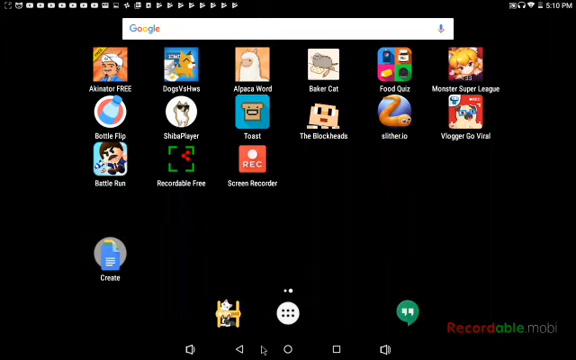 5:10 PM
Google
Akinator FREE
DogsVsHws
Alpaca Word
Baker Cat
Food Quiz
Monster Super League
Bottle Flip
ShibaPlayer
Toast
The Blockheads
slither.io
Vlogger Go Viral
REC
Battle Run
Recordable Free
Screen Recorder
Create
Recordable.mobi